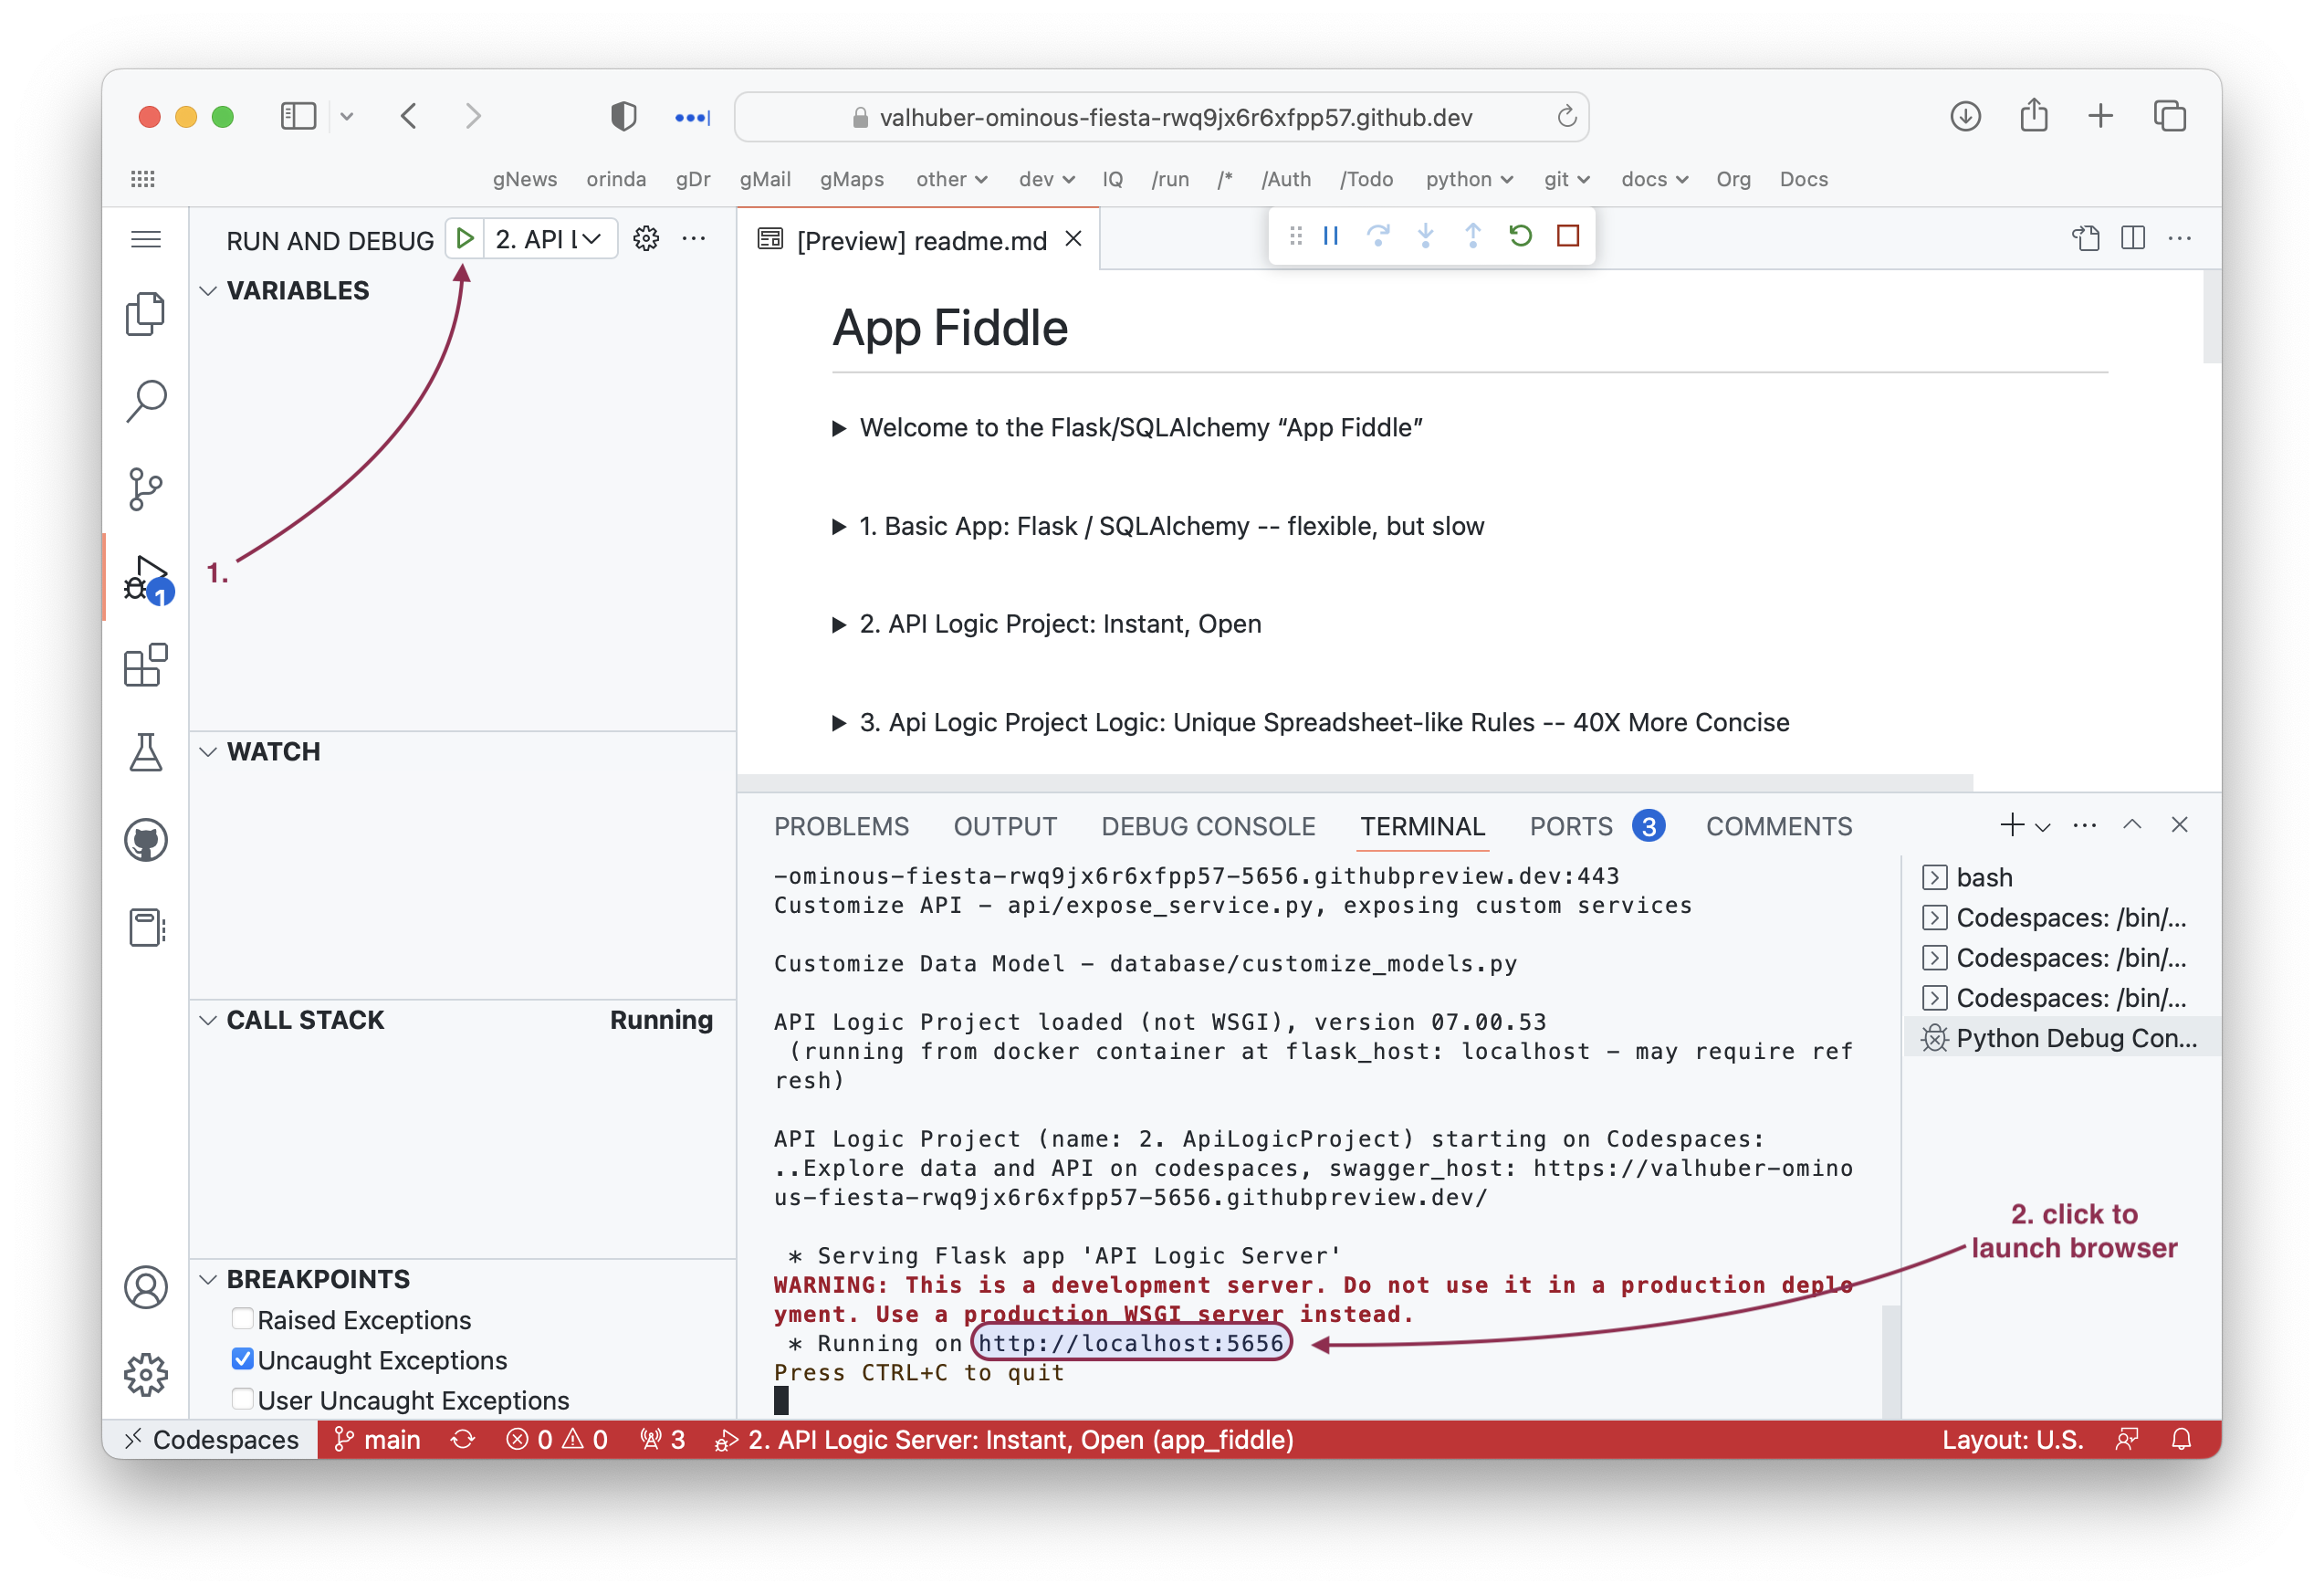 valhuber-ominous-fiesta-rwq9jx6r6xfpp57.github.dev
gNews orinda gDr gMail gMaps other dev IQ /run /* /Auth /Todo python git docs Org Docs
RUN AND DEBUG 2. API L
[Preview] readme.md
VARIABLES
1.
1
WATCH
CALL STACK Running
BREAKPOINTS
Raised Exceptions
Uncaught Exceptions
User Uncaught Exceptions
App Fiddle
Welcome to the Flask/SQLAlchemy “App Fiddle”
1. Basic App: Flask / SQLAlchemy -- flexible, but slow
2. API Logic Project: Instant, Open
3. Api Logic Project Logic: Unique Spreadsheet-like Rules -- 40X More Concise
PROBLEMS OUTPUT DEBUG CONSOLE TERMINAL PORTS 3 COMMENTS
-ominous-fiesta-rwq9jx6r6xfpp57-5656.githubpreview.dev:443
Customize API - api/expose_service.py, exposing custom services
Customize Data Model - database/customize_models.py
API Logic Project loaded (not WSGI), version 07.00.53
(running from docker container at flask_host: localhost - may require ref
resh)
API Logic Project (name: 2. ApiLogicProject) starting on Codespaces:
..Explore data and API on codespaces, swagger_host: https://valhuber-omino
us-fiesta-rwq9jx6r6xfpp57-5656.githubpreview.dev/
* Serving Flask app 'API Logic Server'
WARNING: This is a development server. Do not use it in a production deplo
yment. Use a production WSGI server instead.
* Running on http://localhost:5656
Press CTRL+C to quit
bash
Codespaces: /bin/...
Codespaces: /bin/...
Codespaces: /bin/...
Python Debug Con...
2. click to
launch browser
Codespaces main 0 0 3 2. API Logic Server: Instant, Open (app_fiddle) Layout: U.S.